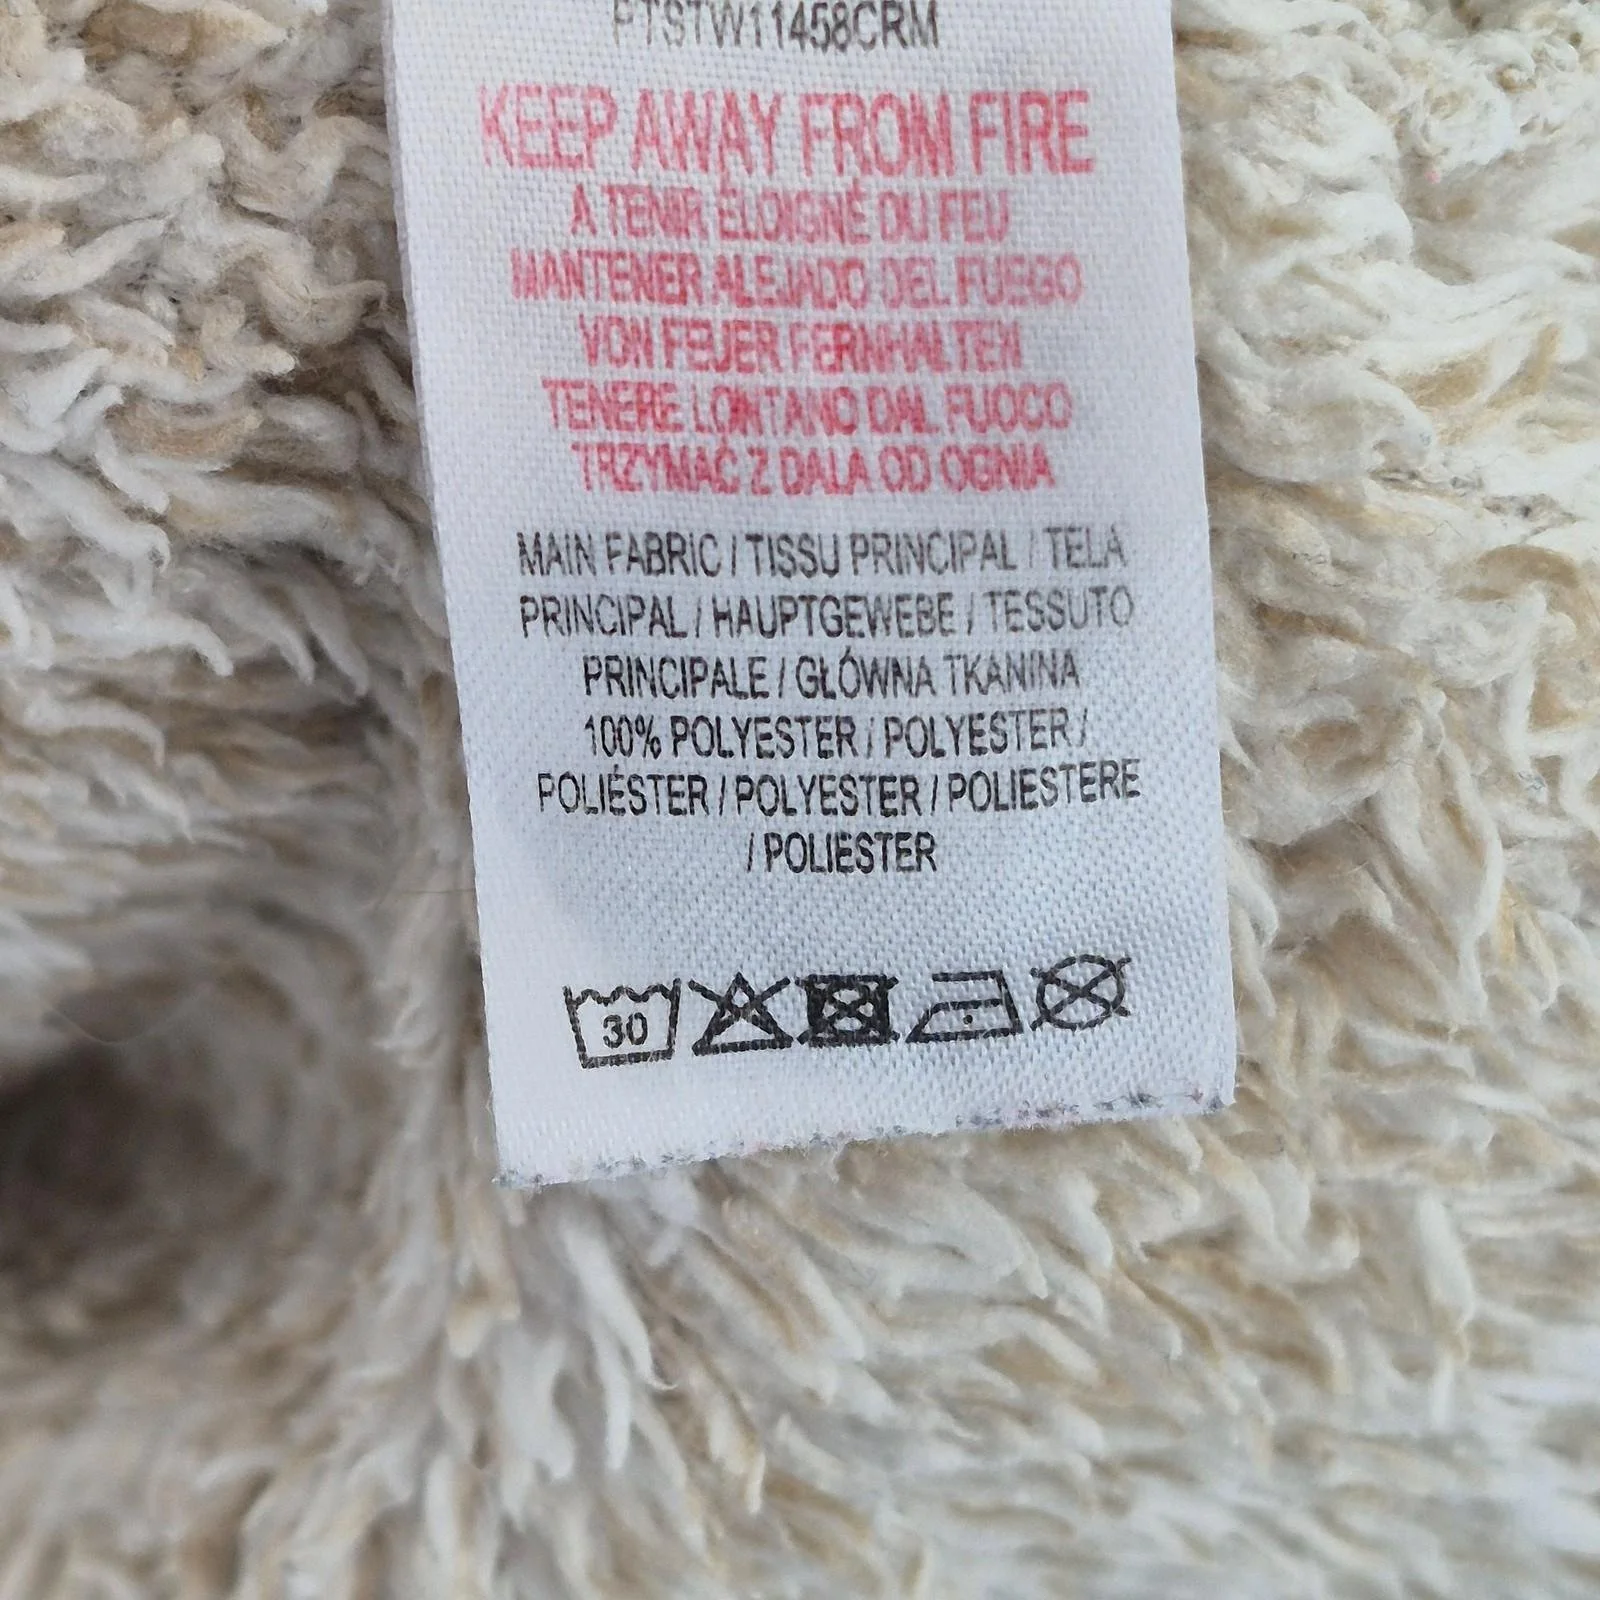 PTSTW11458CRM
KEEP AWAY FROM FIRE
A TENIR ÉLOIGNÉ DU FEU
MANTENER ALEJADO DEL FUEGO
VON FEUER FERNHALTEN
TENERE LONTANO DAL FUOCO
TRZYMAĆ Z DALA OD OGNIA
MAIN FABRIC / TISSU PRINCIPAL / TELA
PRINCIPAL / HAUPTGEWEBE / TESSUTO
PRINCIPALE / GŁÓWNA TKANINA
100% POLYESTER / POLYESTER /
POLIÉSTER / POLYESTER / POLIESTERE
/ POLIESTER
30